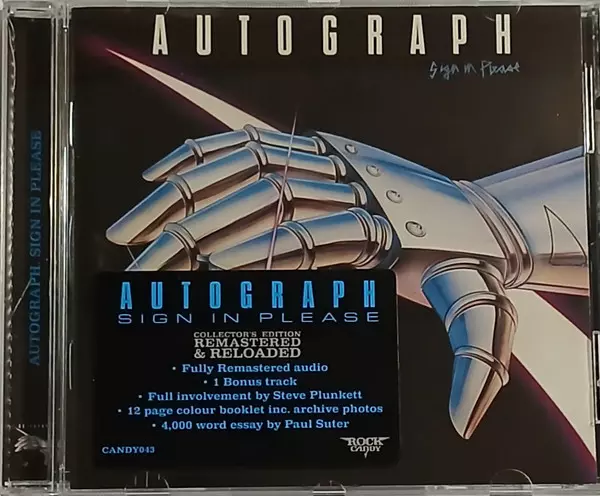 AUTOGRAPH
Sign in Please
AUTOGRAPH SIGN IN PLEASE
AUTOGRAPH
SIGN IN PLEASE
COLLECTOR'S EDITION
REMASTERED
& RELOADED
• Fully Remastered audio
• 1 Bonus track
• Full involvement by Steve Plunkett
• 12 page colour booklet inc. archive photos
• 4,000 word essay by Paul Suter
CANDY043
ROCK
CANDY